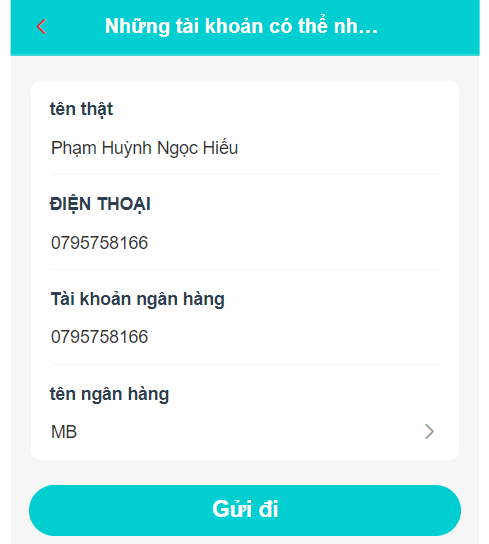 Những tài khoản có thể nh...
tên thật
Phạm Huỳnh Ngọc Hiếu
ĐIỆN THOẠI
0795758166
Tài khoản ngân hàng
0795758166
tên ngân hàng
MB
Gửi đi